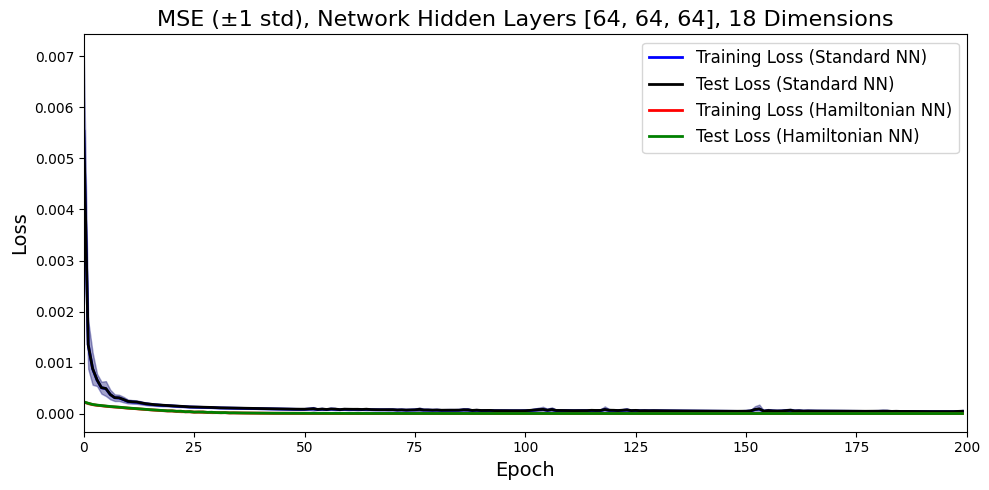 MSE (±1 std), Network Hidden Layers [64, 64, 64], 18 Dimensions
Loss
0.007
0.006
0.005
0.004
0.003
0.002
0.001
0.000
Training Loss (Standard NN)
Test Loss (Standard NN)
Training Loss (Hamiltonian NN)
Test Loss (Hamiltonian NN)
0 25 50 75 100 125 150 175 200
Epoch